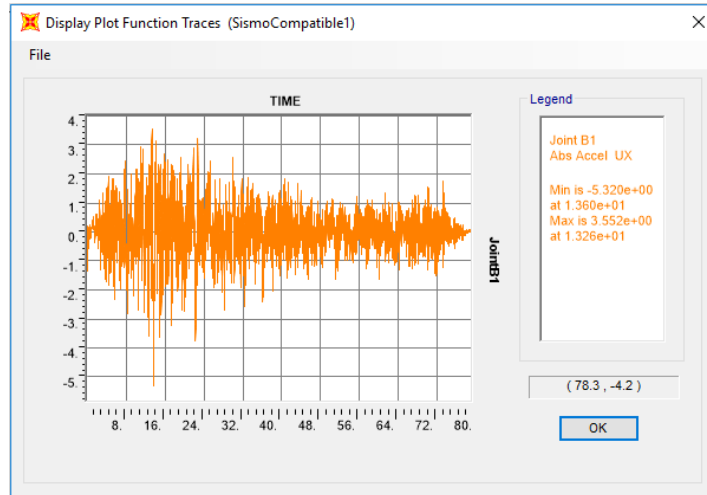 Display Plot Function Traces (SismoCompatible1)
File
TIME
4.
3.
2.
1.
0.
-1.
-2.
-3.
-4.
-5.
8. 16. 24. 32. 40. 48. 56. 64. 72. 80.
JointB1
Legend
Joint B1
Abs Accel UX
Min is -5.320e+00
at 1.360e+01
Max is 3.552e+00
at 1.326e+01
( 78.3 , -4.2 )
OK